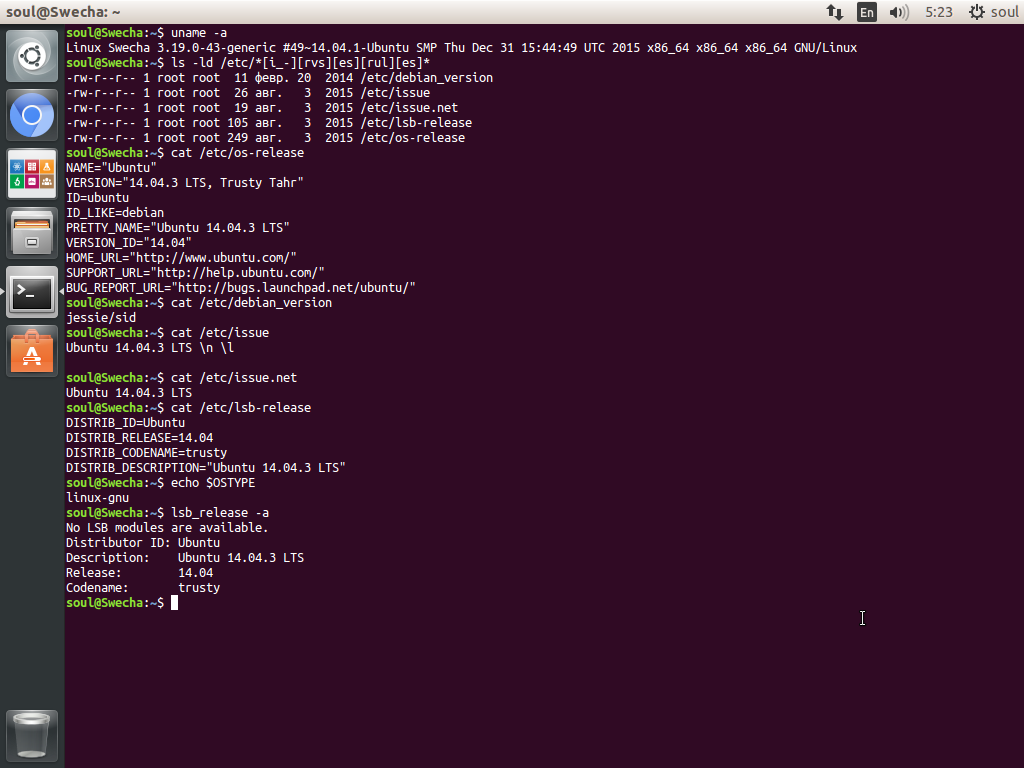 soul@Swecha: ~
En
5:23
soul
soul@Swecha:~$ uname -a
Linux Swecha 3.19.0-43-generic #49~14.04.1-Ubuntu SMP Thu Dec 31 15:44:49 UTC 2015 x86_64 x86_64 x86_64 GNU/Linux
soul@Swecha:~$ ls -ld /etc/*[i_-][rvs][es][rul][es]*
-rw-r--r-- 1 root root  11 февр. 20  2014 /etc/debian_version
-rw-r--r-- 1 root root  26 авг.   3  2015 /etc/issue
-rw-r--r-- 1 root root  19 авг.   3  2015 /etc/issue.net
-rw-r--r-- 1 root root 105 авг.   3  2015 /etc/lsb-release
-rw-r--r-- 1 root root 249 авг.   3  2015 /etc/os-release
soul@Swecha:~$ cat /etc/os-release
NAME="Ubuntu"
VERSION="14.04.3 LTS, Trusty Tahr"
ID=ubuntu
ID_LIKE=debian
PRETTY_NAME="Ubuntu 14.04.3 LTS"
VERSION_ID="14.04"
HOME_URL="http://www.ubuntu.com/"
SUPPORT_URL="http://help.ubuntu.com/"
BUG_REPORT_URL="http://bugs.launchpad.net/ubuntu/"
soul@Swecha:~$ cat /etc/debian_version
jessie/sid
soul@Swecha:~$ cat /etc/issue
Ubuntu 14.04.3 LTS \n \l
soul@Swecha:~$ cat /etc/issue.net
Ubuntu 14.04.3 LTS
soul@Swecha:~$ cat /etc/lsb-release
DISTRIB_ID=Ubuntu
DISTRIB_RELEASE=14.04
DISTRIB_CODENAME=trusty
DISTRIB_DESCRIPTION="Ubuntu 14.04.3 LTS"
soul@Swecha:~$ echo $OSTYPE
linux-gnu
soul@Swecha:~$ lsb_release -a
No LSB modules are available.
Distributor ID: Ubuntu
Description:    Ubuntu 14.04.3 LTS
Release:        14.04
Codename:       trusty
soul@Swecha:~$